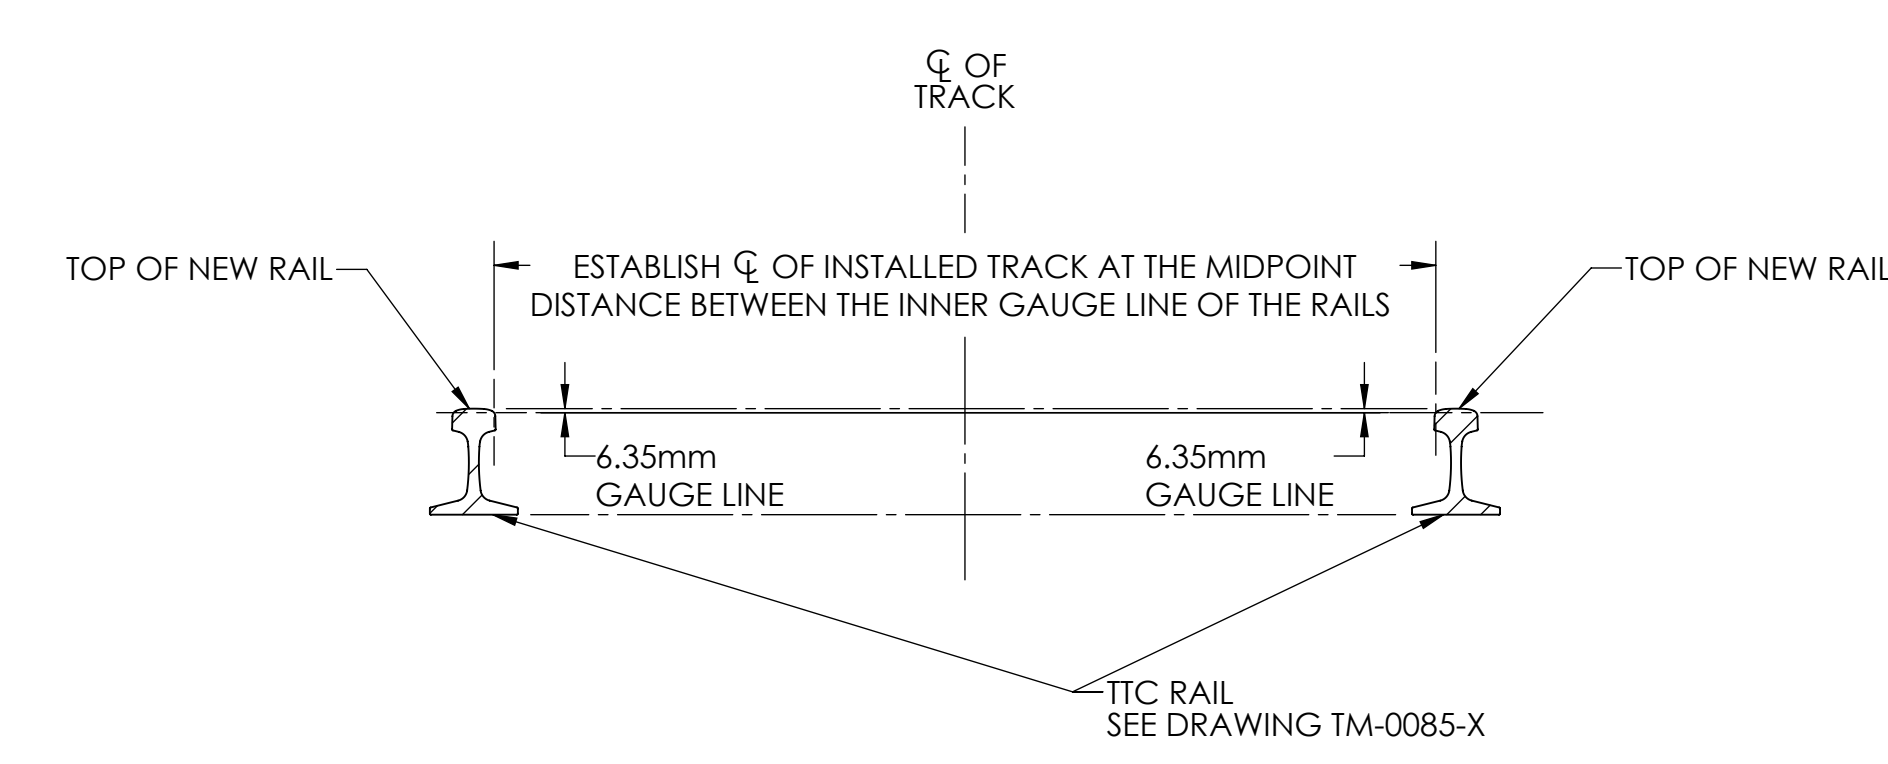 ℄ OF
TRACK
TOP OF NEW RAIL
ESTABLISH ℄ OF INSTALLED TRACK AT THE MIDPOINT
DISTANCE BETWEEN THE INNER GAUGE LINE OF THE RAILS
TOP OF NEW RAIL
6.35mm
GAUGE LINE
6.35mm
GAUGE LINE
TTC RAIL
SEE DRAWING TM-0085-X